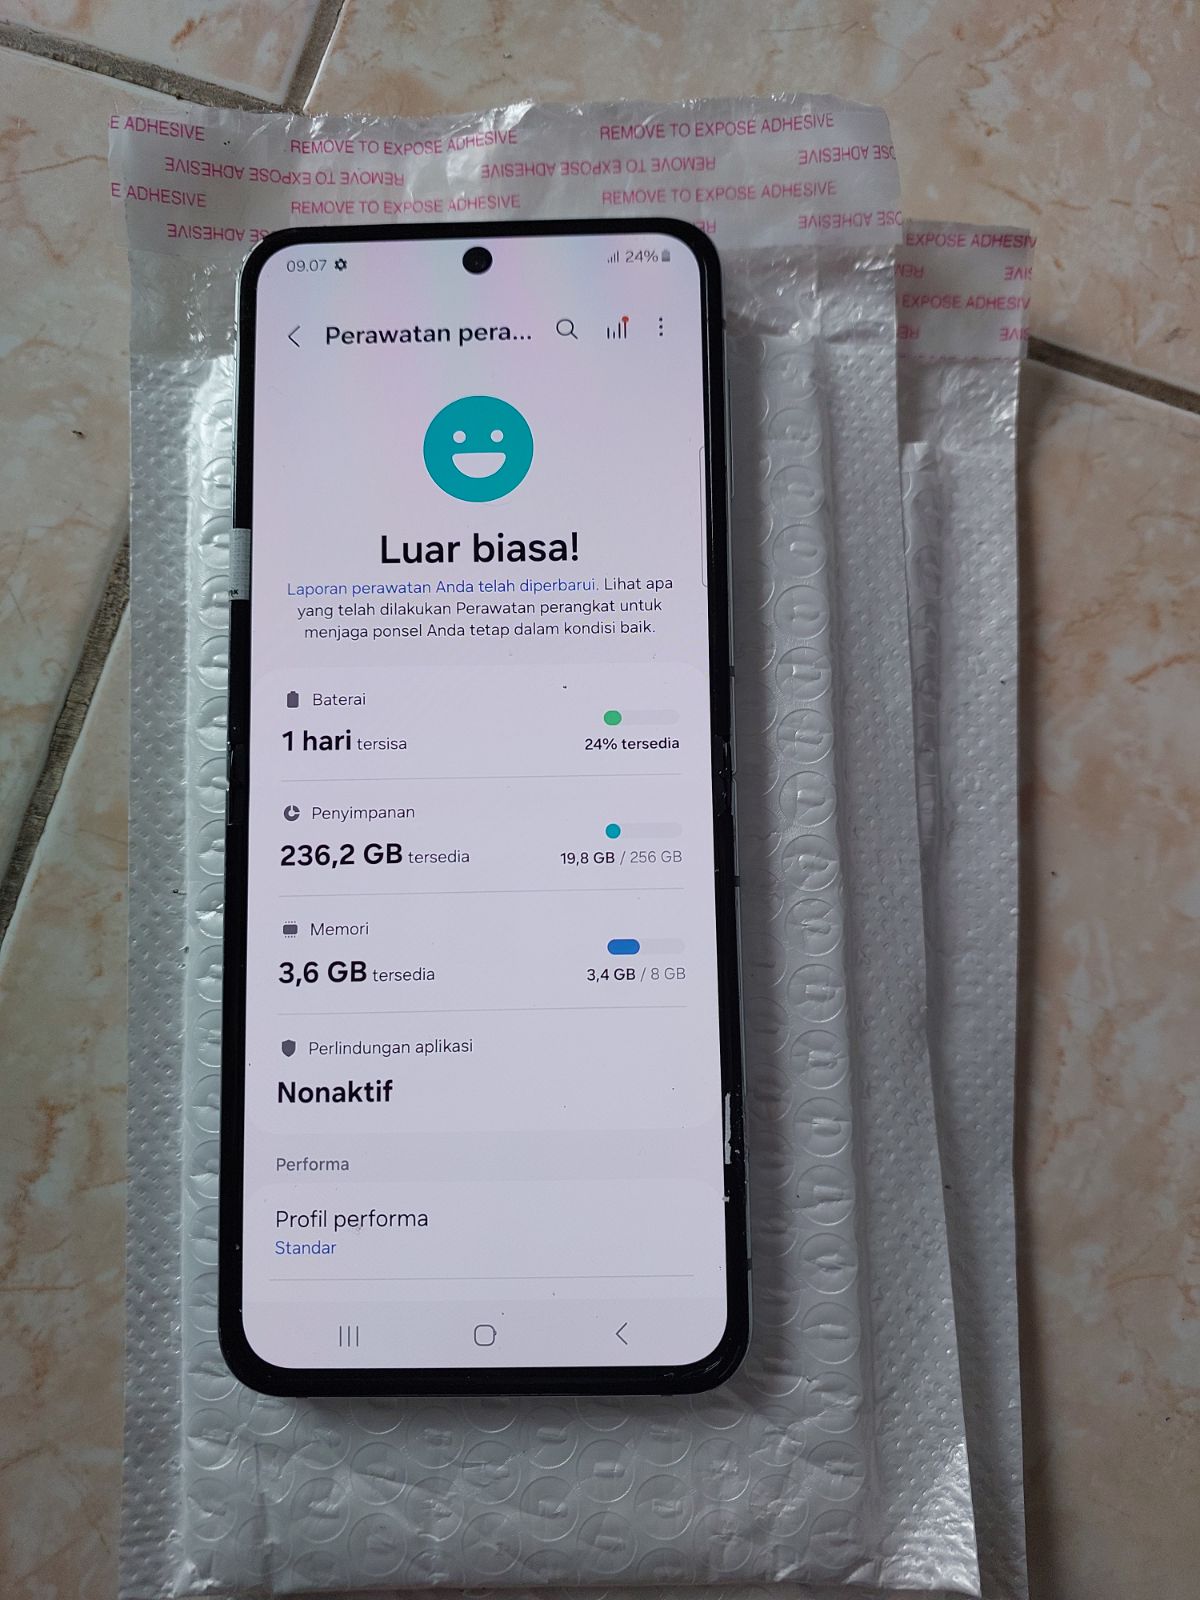 E ADHESIVE REMOVE TO EXPOSE ADHESIVE REMOVE TO EXPOSE ADHESIVE
REMOVE TO EXPOSE ADHESIVE REMOVE TO EXPOSE ADHESIVE
E ADHESIVE REMOVE TO EXPOSE ADHESIVE REMOVE TO EXPOSE ADHESIVE
EXPOSE ADHESIV
EXPOSE ADHESIV
09.07 24%
Perawatan pera...
Luar biasa!
Laporan perawatan Anda telah diperbarui. Lihat apa
yang telah dilakukan Perawatan perangkat untuk
menjaga ponsel Anda tetap dalam kondisi baik.
Baterai
1 hari tersisa
24% tersedia
Penyimpanan
236,2 GB tersedia
19,8 GB / 256 GB
Memori
3,6 GB tersedia
3,4 GB / 8 GB
Perlindungan aplikasi
Nonaktif
Performa
Profil performa
Standar